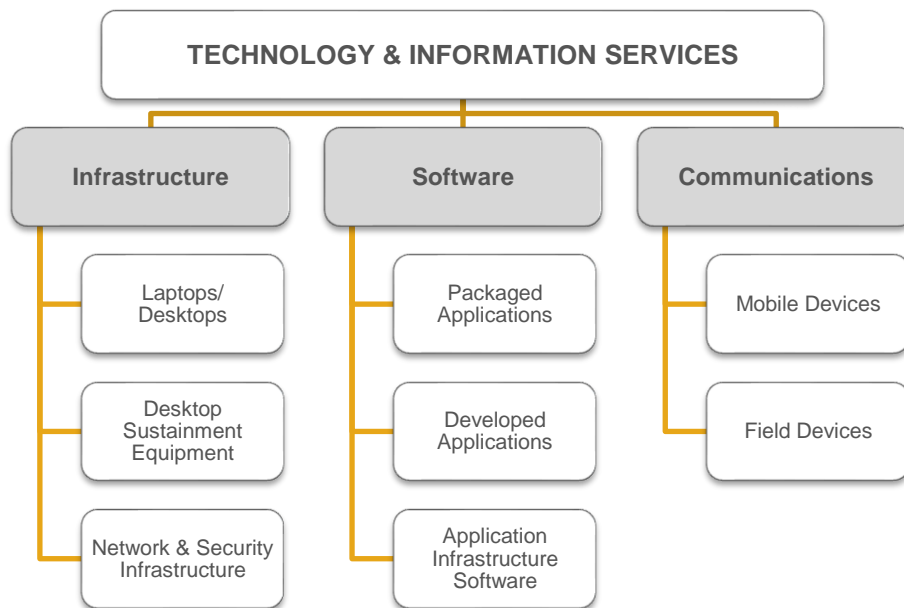 TECHNOLOGY & INFORMATION SERVICES
Infrastructure
Software
Communications
Laptops/
Desktops
Packaged
Applications
Mobile Devices
Desktop
Sustainment
Equipment
Developed
Applications
Field Devices
Network & Security
Infrastructure
Application
Infrastructure
Software